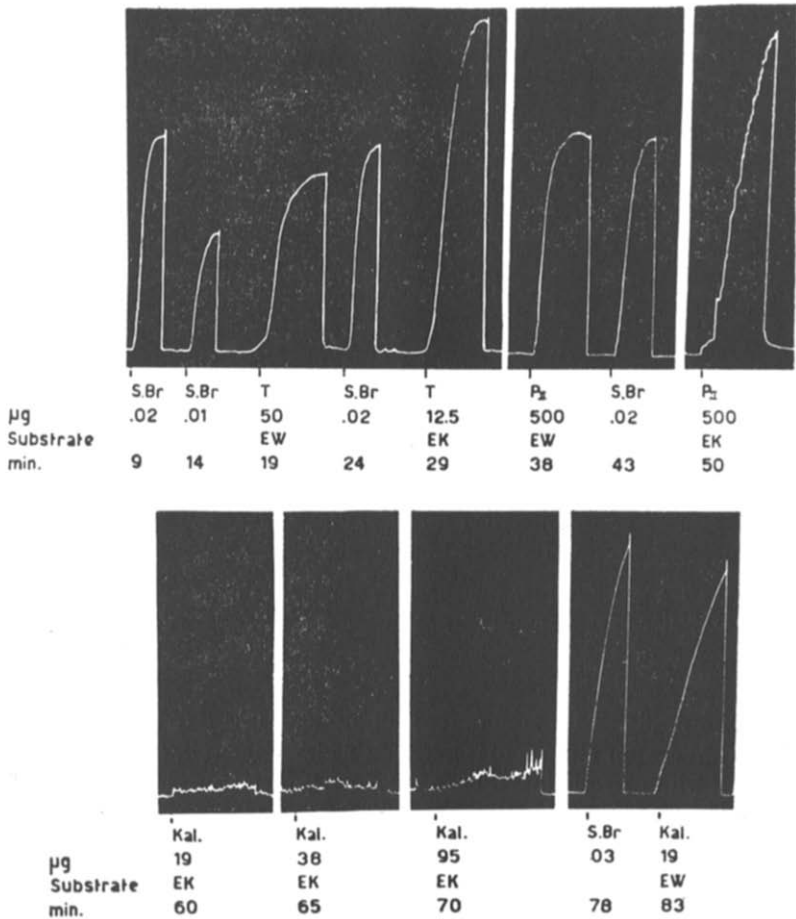 S.Br S.Br T S.Br T P𝗓 S.Br P𝗓
µg .02 .01 50 .02 12.5 500 .02 500
Substrate EW EK EW EK
min. 9 14 19 24 29 38 43 50
Kal. Kal. Kal. S.Br Kal.
µg 19 38 95 03 19
Substrate EK EK EK EW
min. 60 65 70 78 83